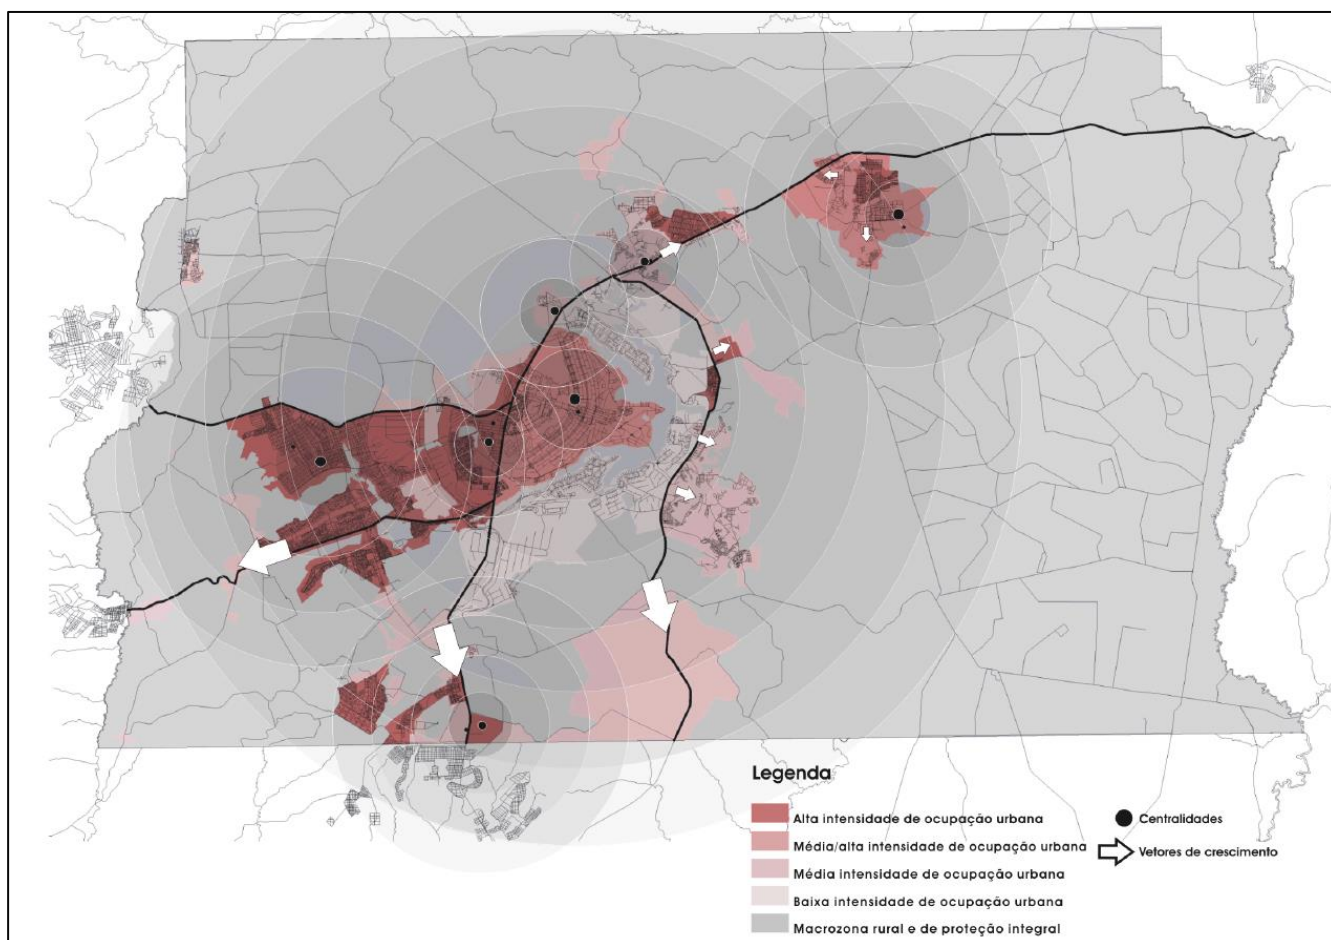 Legenda
Alta intensidade de ocupação urbana
Média/alta intensidade de ocupação urbana
Média intensidade de ocupação urbana
Baixa intensidade de ocupação urbana
Macrozona rural e de proteção integral
Centralidades
Vetores de crescimento